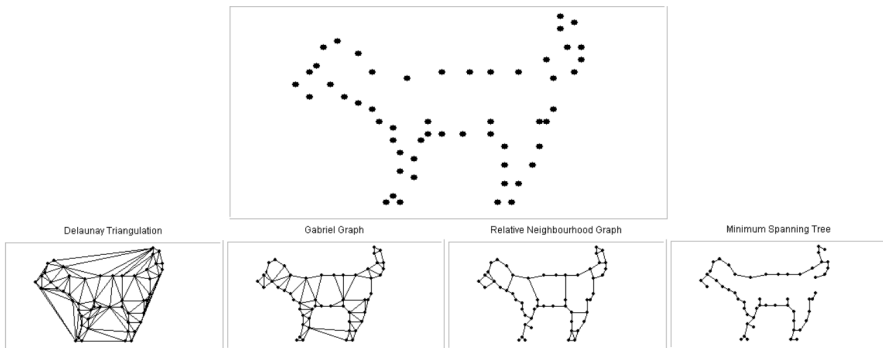 Delaunay Triangulation
Gabriel Graph
Relative Neighbourhood Graph
Minimum Spanning Tree